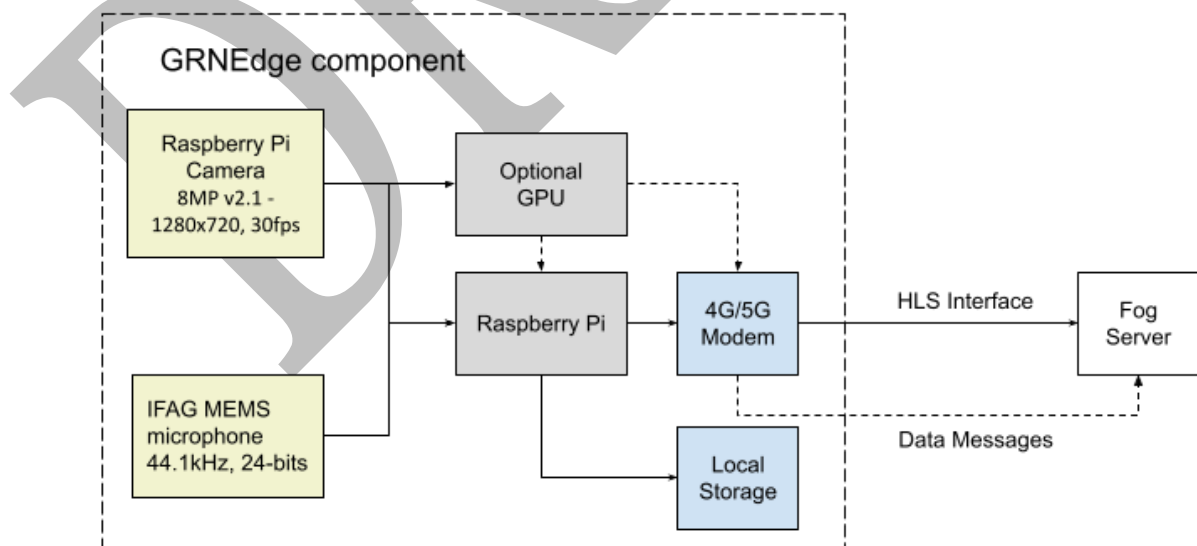 GRNEdge component
Raspberry Pi
Camera
8MP v2.1 -
1280x720, 30fps
Optional
GPU
Raspberry Pi
4G/5G
Modem
HLS Interface
Fog
Server
IFAG MEMS
microphone
44.1kHz, 24-bits
Data Messages
Local
Storage